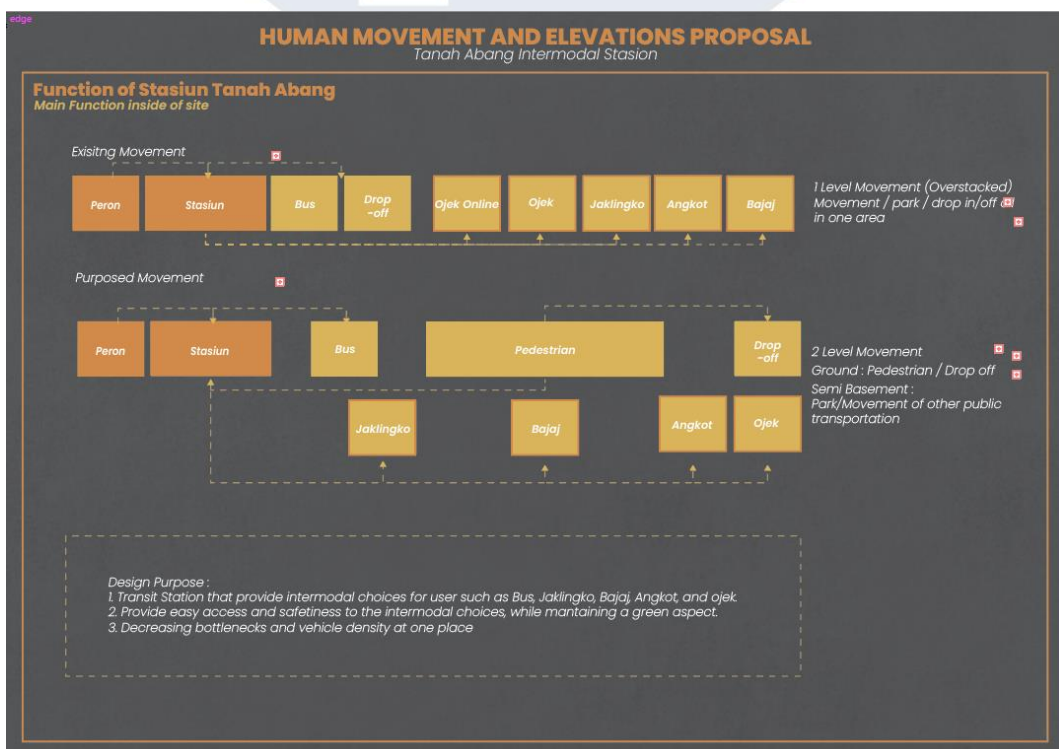 edge
HUMAN MOVEMENT AND ELEVATIONS PROPOSAL
Tanah Abang Intermodal Stasion
Function of Stasiun Tanah Abang
Main Function inside of site
Exisitng Movement
Peron
Stasiun
Bus
Drop
-off
Ojek Online
Ojek
Jaklingko
Angkot
Bajaj
1 Level Movement (Overstacked)
Movement / park / drop in/off
in one area
Purposed Movement
Peron
Stasiun
Bus
Pedestrian
Drop
-off
2 Level Movement
Ground : Pedestrian / Drop off
Semi Basement :
Park/Movement of other public
transportation
Jaklingko
Bajaj
Angkot
Ojek
Design Purpose :
1. Transit Station that provide intermodal choices for user such as Bus, Jaklingko, Bajaj, Angkot, and ojek.
2. Provide easy access and safetiness to the intermodal choices, while mantaining a green aspect.
3. Decreasing bottlenecks and vehicle density at one place